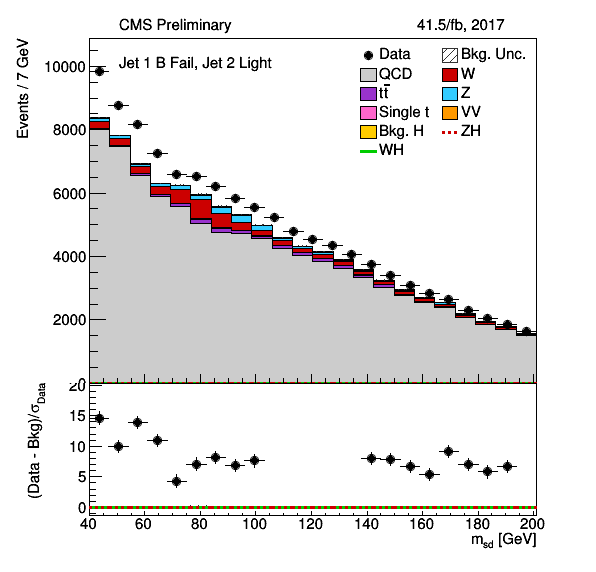 CMS Preliminary 41.5/fb, 2017
Events / 7 GeV
Jet 1 B Fail, Jet 2 Light
Data
Bkg. Unc.
QCD
W
tt̅
Z
Single t
VV
Bkg. H
ZH
WH
10000
8000
6000
4000
2000
(Data - Bkg)/σData
20
15
10
5
0
40 60 80 100 120 140 160 180 200
msd [GeV]